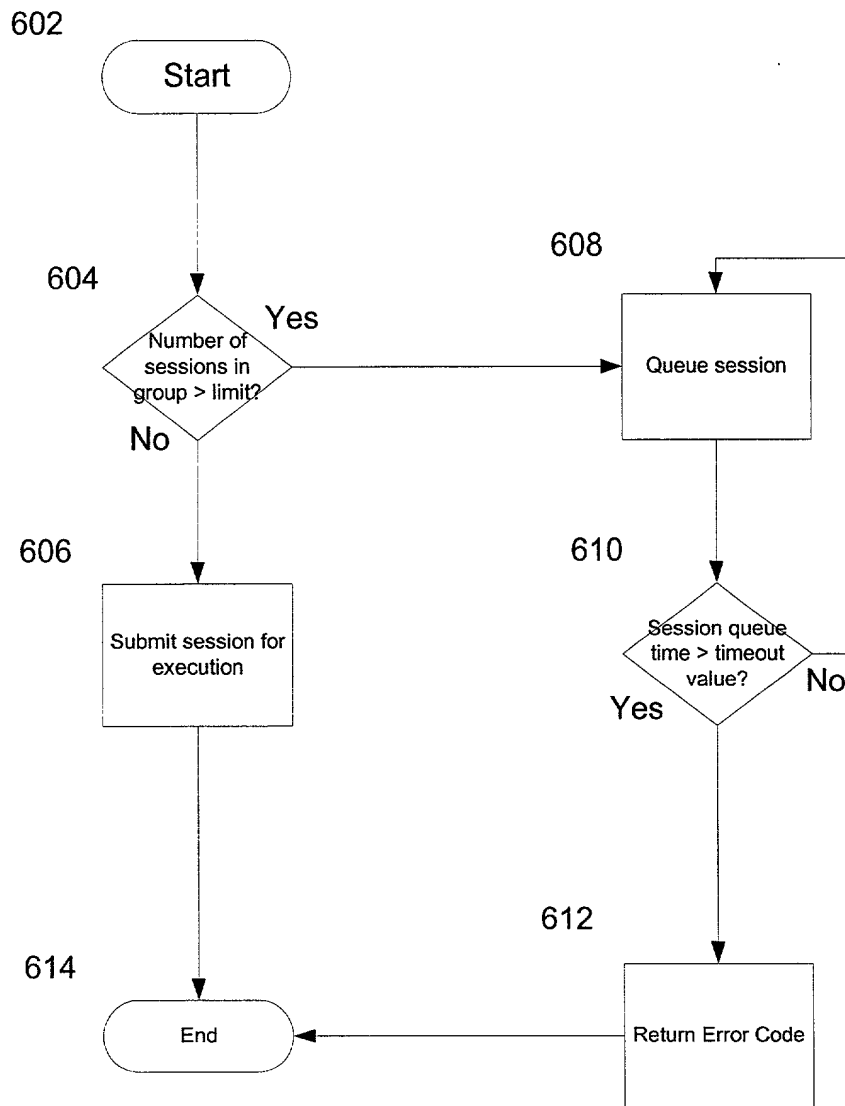 602
Start
604
Number of
sessions in
group > limit?
Yes
No
606
Submit session for
execution
608
Queue session
610
Session queue
time > timeout
value?
No
Yes
612
Return Error Code
614
End